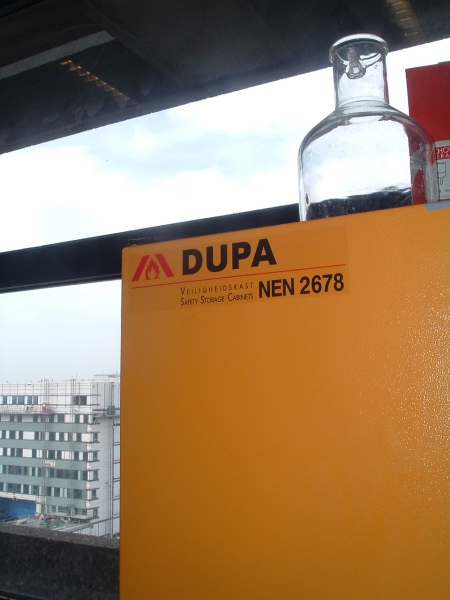 DUPA
VEILIGHEIDSKAST
SAFETY STORAGE CABINETS NEN 2678